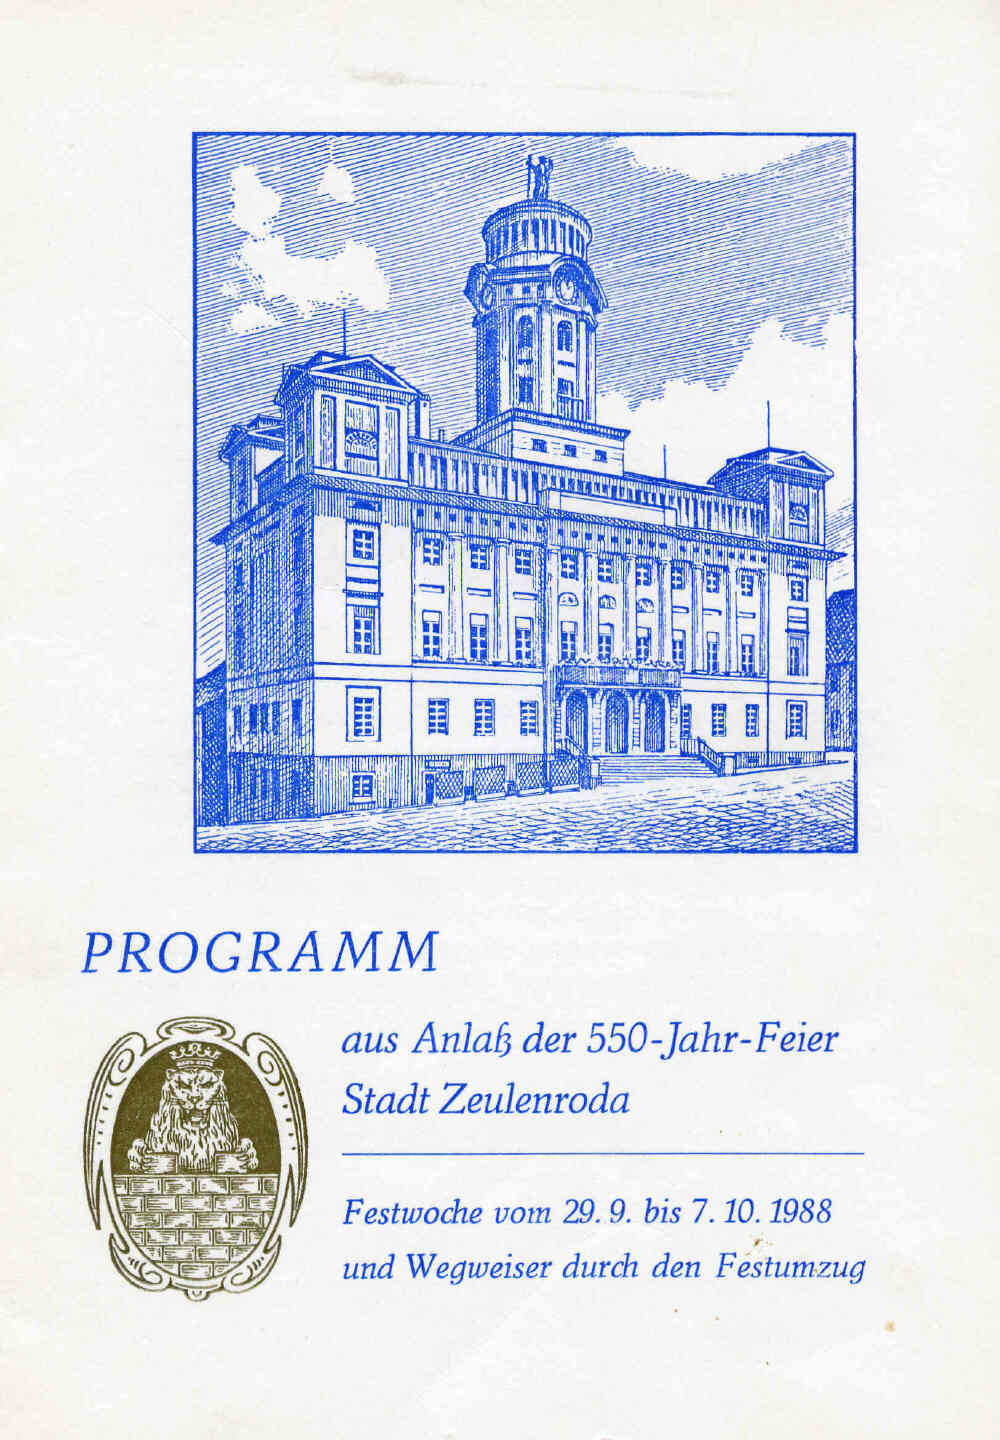 PROGRAMM
aus Anlaß der 550-Jahr-Feier
Stadt Zeulenroda
Festwoche vom 29. 9. bis 7. 10. 1988
und Wegweiser durch den Festumzug